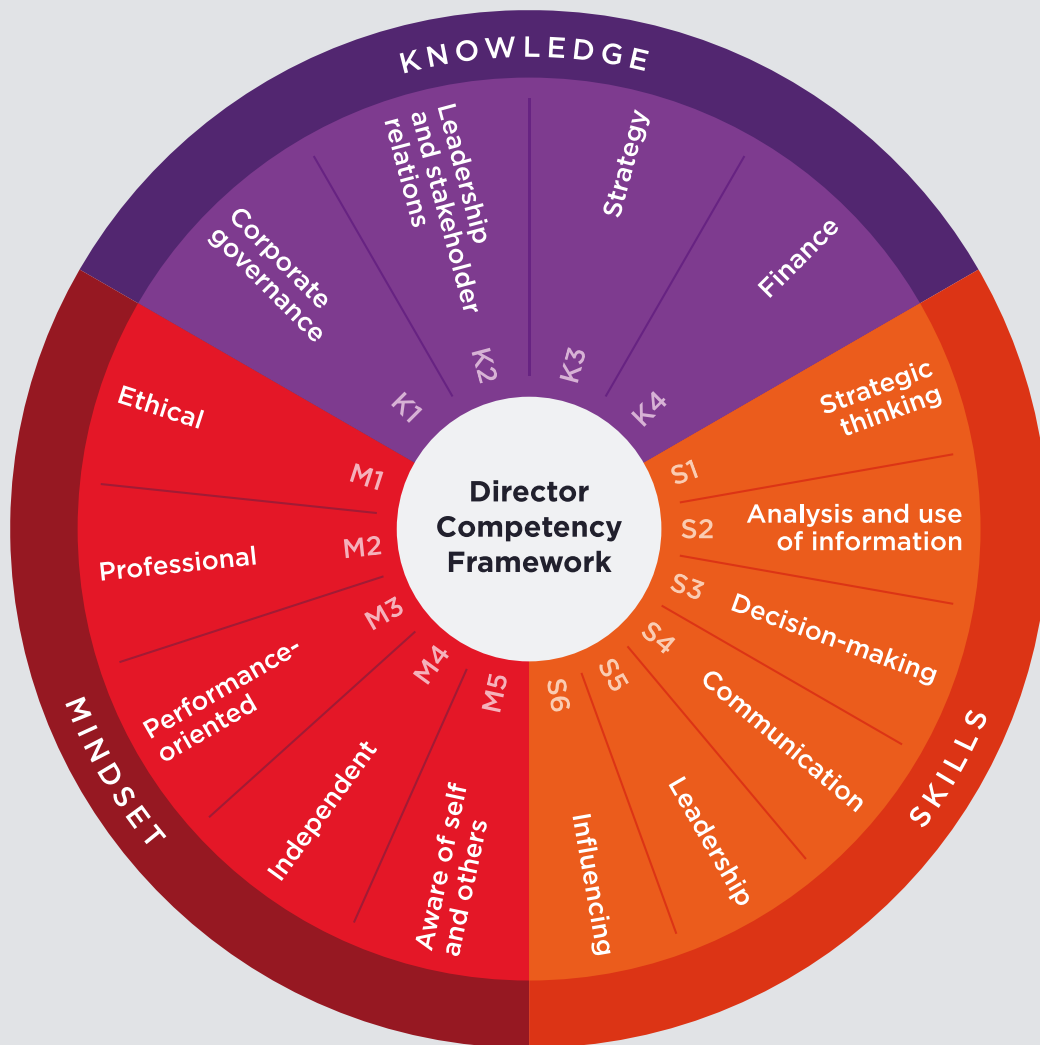 KNOWLEDGE
Corporate
governance
K1
Leadership
and stakeholder
relations
K2
Strategy
K3
Finance
K4
SKILLS
Strategic
thinking
S1
Analysis and use
of information
S2
Decision-making
S3
Communication
S4
Leadership
S5
Influencing
S6
MINDSET
Ethical
M1
Professional
M2
Performance-
oriented
M3
Independent
M4
Aware of self
and others
M5
Director
Competency
Framework